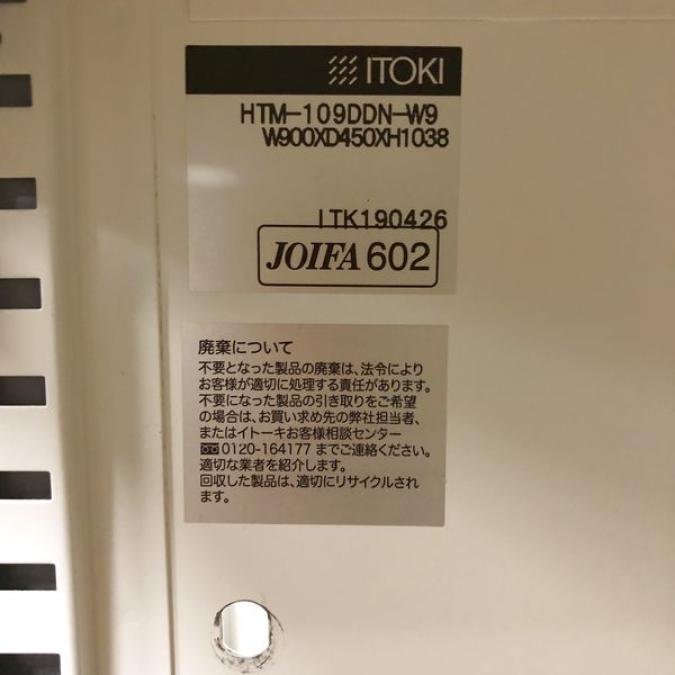 ITOKI
HTM-109DDN-W9
W900XD450XH1038
ITK190426
JOIFA 602
廃棄について
不要となった製品の廃棄は、法令により
お客様が適切に処理する責任があります。
不要になった製品の引き取りをご希望
の場合は、お買い求め先の弊社担当者、
またはイトーキお客様相談センター
0120-164177 までご連絡ください。
適切な業者を紹介します。
回収した製品は、適切にリサイクルされ
ます。